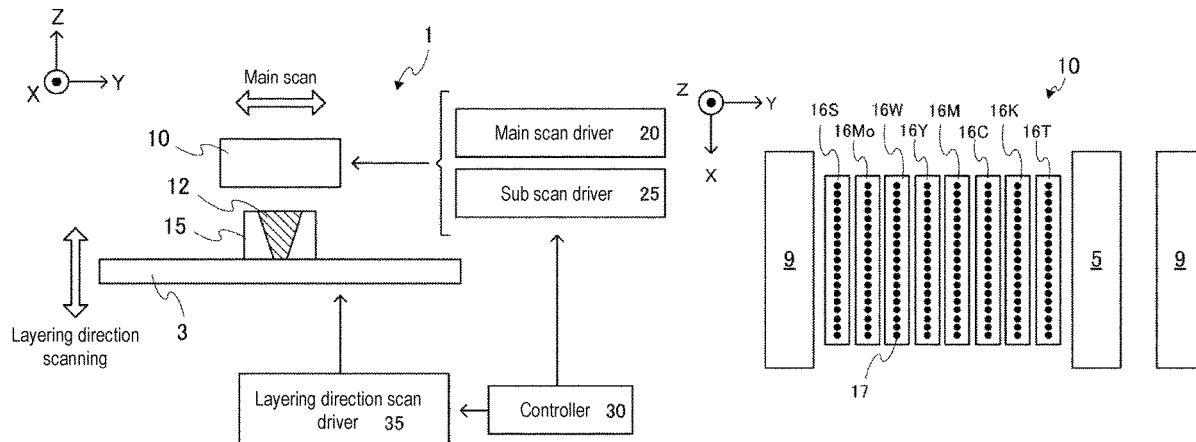 Z
Y
X
Main scan
1
10
12
15
3
Layering direction
scanning
Main scan driver 20
Sub scan driver 25
Layering direction scan
driver 35
Controller 30
Z
Y
X
10
16S 16W 16M 16K
16Mo 16Y 16C 16T
9
5
9
17